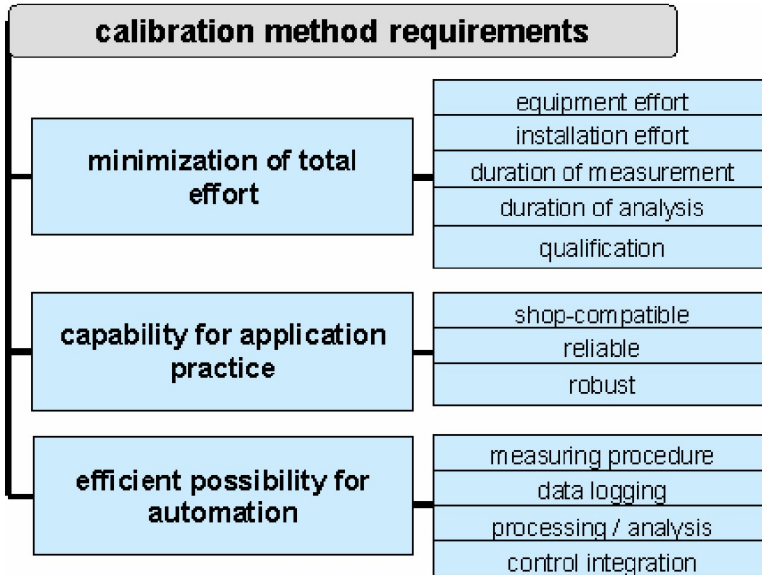 calibration method requirements
minimization of total
effort
equipment effort
installation effort
duration of measurement
duration of analysis
qualification
capability for application
practice
shop-compatible
reliable
robust
efficient possibility for
automation
measuring procedure
data logging
processing / analysis
control integration